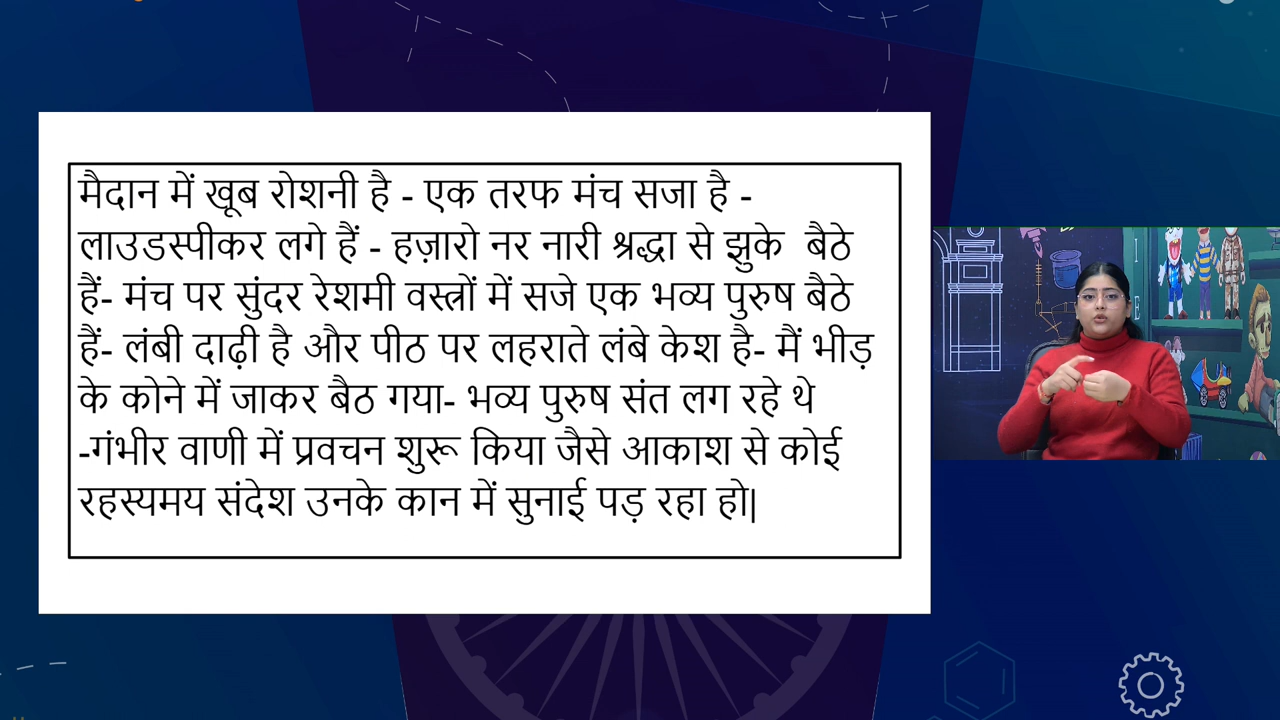 मैदान में खूब रोशनी है - एक तरफ मंच सजा है -
लाउडस्पीकर लगे हैं - हज़ारो नर नारी श्रद्धा से झुके बैठे
हैं- मंच पर सुंदर रेशमी वस्त्रों में सजे एक भव्य पुरुष बैठे
हैं- लंबी दाढ़ी है और पीठ पर लहराते लंबे केश है- मैं भीड़
के कोने में जाकर बैठ गया- भव्य पुरुष संत लग रहे थे
-गंभीर वाणी में प्रवचन शुरू किया जैसे आकाश से कोई
रहस्यमय संदेश उनके कान में सुनाई पड़ रहा हो|